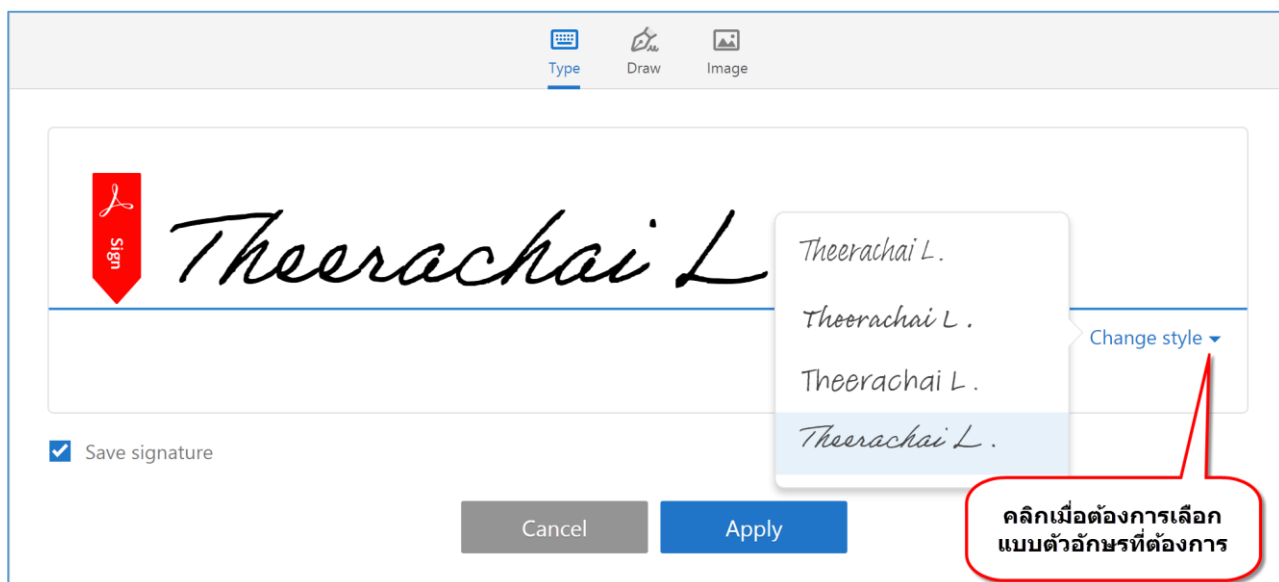 Type Draw Image
Sign
Theerachai L
Theerachai L.
Theerachai L.
Theerachai L.
Theerachai L.
Change style
Save signature
Cancel Apply
คลิกเมื่อต้องการเลือก
แบบตัวอักษรที่ต้องการ